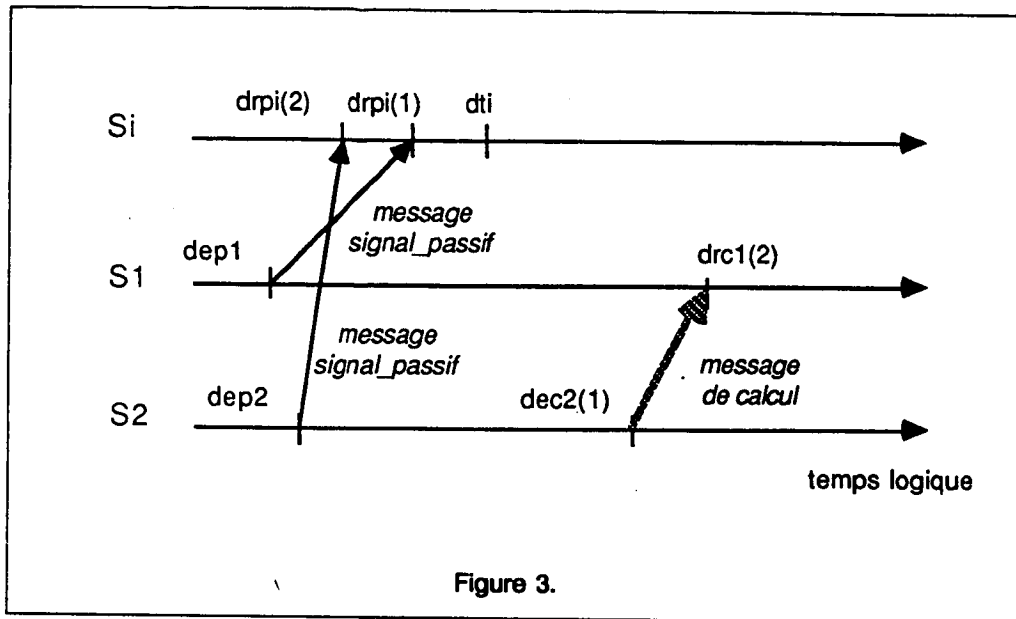 drpi(2) drpi(1) dti
Si
message
signal_passif
dep1 drc1(2)
S1
message
signal_passif
message
de calcul
dep2 dec2(1)
S2
temps logique
Figure 3.